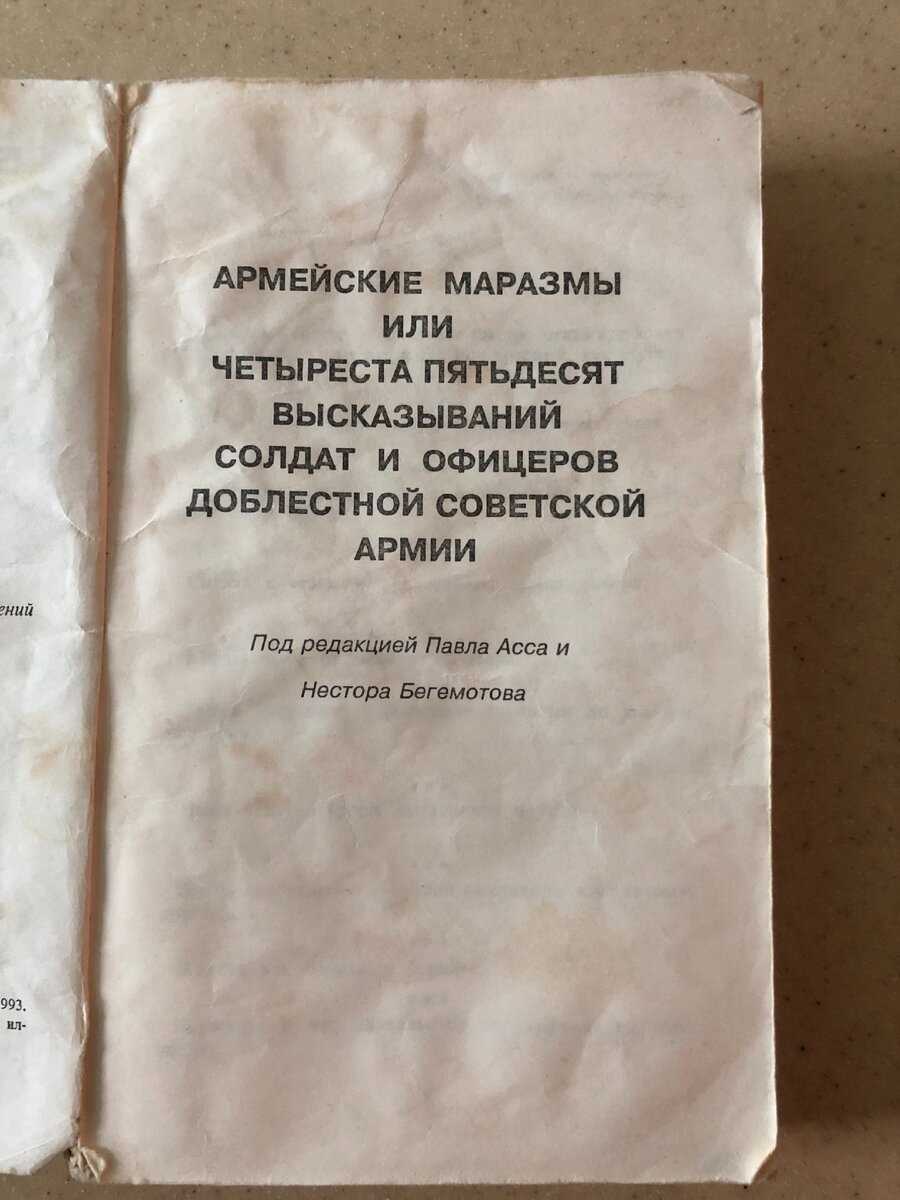 АРМЕЙСКИЕ МАРАЗМЫ
ИЛИ
ЧЕТЫРЕСТА ПЯТЬДЕСЯТ
ВЫСКАЗЫВАНИЙ
СОЛДАТ И ОФИЦЕРОВ
ДОБЛЕСТНОЙ СОВЕТСКОЙ
АРМИИ
ений
Под редакцией Павла Асса и
Нестора Бегемотова
993.
ил-